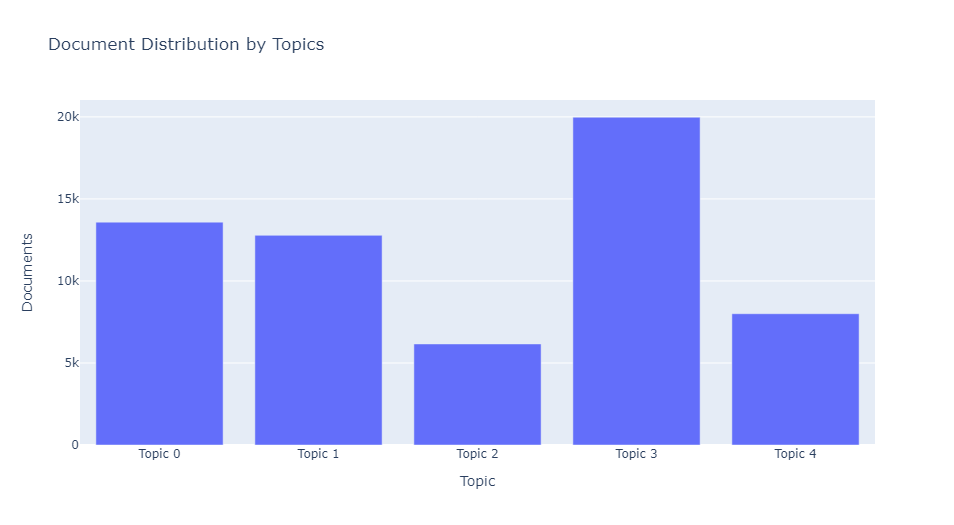 Document Distribution by Topics
Documents
20k
15k
10k
5k
0
Topic 0
Topic 1
Topic 2
Topic 3
Topic 4
Topic